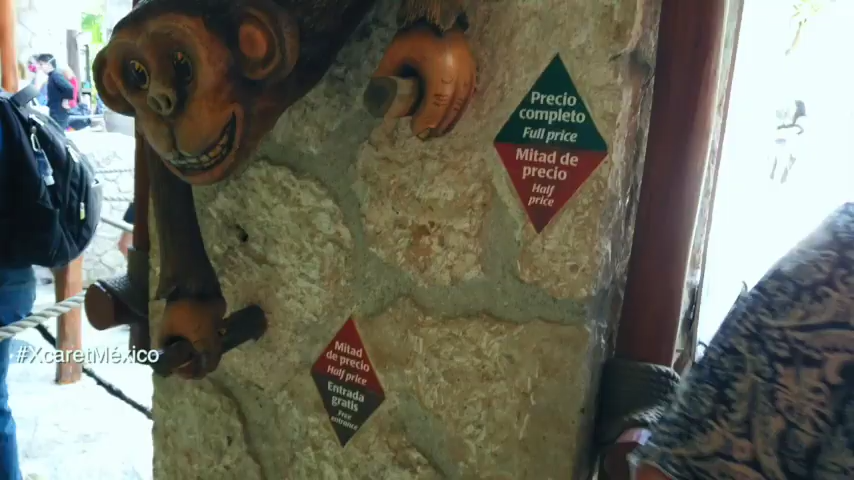 Precio
completo
Full price
Mitad de
precio
Half
price
#XcaretMéxico
Mitad
de precio
Half price
Entrada
gratis
Free
entrance